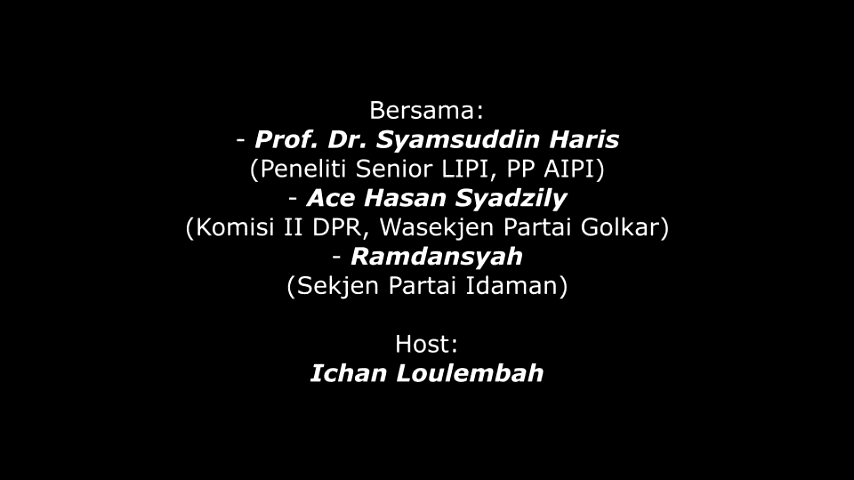 Bersama:
- Prof. Dr. Syamsuddin Haris
(Peneliti Senior LIPI, PP AIPI)
- Ace Hasan Syadzily
(Komisi II DPR, Wasekjen Partai Golkar)
- Ramdansyah
(Sekjen Partai Idaman)
Host:
Ichan Loulembah